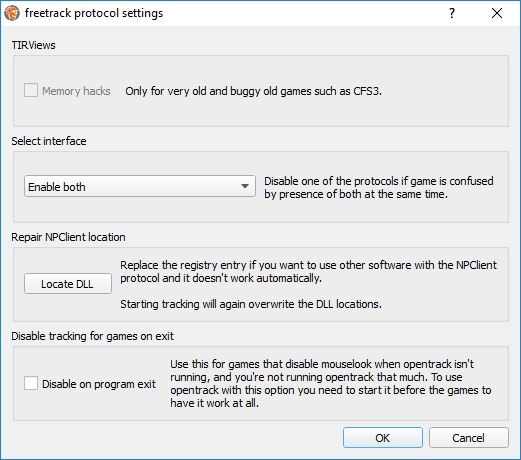 freetrack protocol settings
?
TIRViews
Memory hacks
Only for very old and buggy old games such as CFS3.
Select interface
Enable both
Disable one of the protocols if game is confused
by presence of both at the same time.
Repair NPClient location
Locate DLL
Replace the registry entry if you want to use other software with the NPClient
protocol and it doesn't work automatically.
Starting tracking will again overwrite the DLL locations.
Disable tracking for games on exit
Disable on program exit
Use this for games that disable mouselook when opentrack isn't
running, and you're not running opentrack that much. To use
opentrack with this option you need to start it before the games to
have it work at all.
OK
Cancel